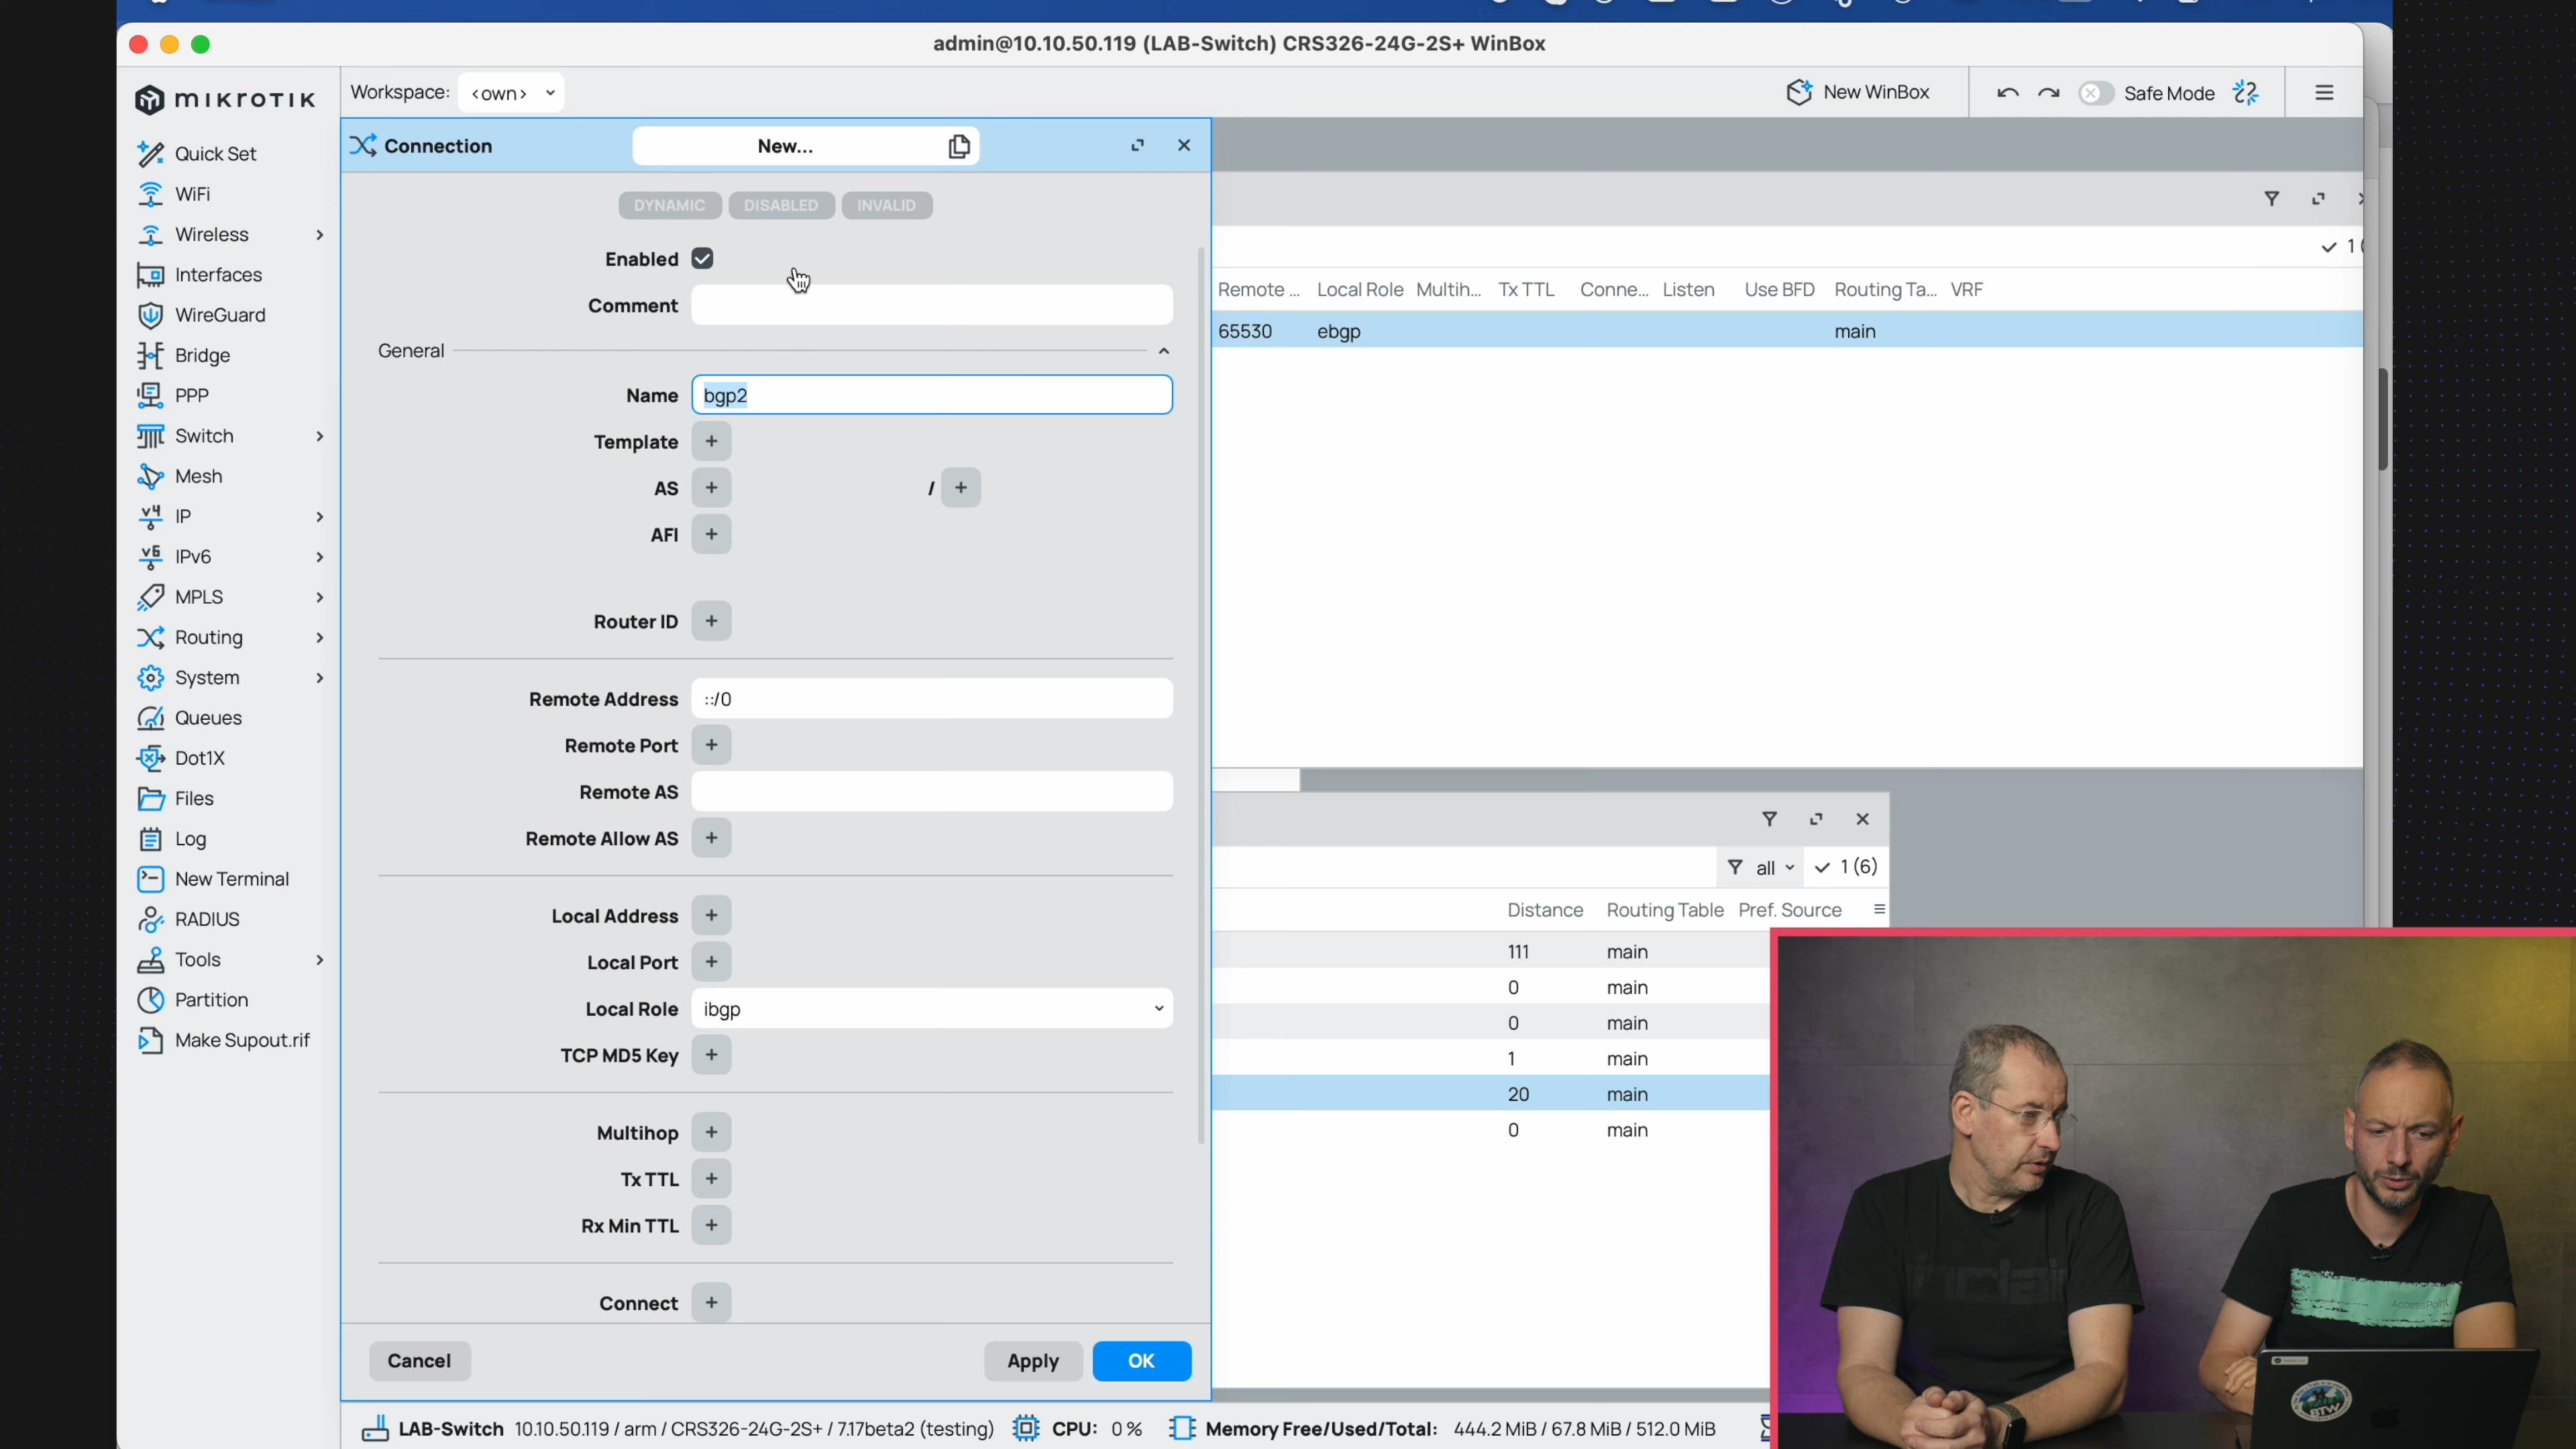 admin@10.10.50.119 (LAB-Switch) CRS326-24G-2S+ WinBox
mikrotik
Workspace: <own>
New WinBox
Safe Mode
Quick Set
WiFi
Wireless
Interfaces
WireGuard
Bridge
PPP
Switch
Mesh
IP
IPv6
MPLS
Routing
System
Queues
Dot1X
Files
Log
New Terminal
RADIUS
Tools
Partition
Make Supout.rif
Connection New...
DYNAMIC DISABLED INVALID
Enabled
Comment
General
Name bgp2
Template +
AS + / +
AFI +
Router ID +
Remote Address ::/0
Remote Port +
Remote AS
Remote Allow AS +
Local Address +
Local Port +
Local Role ibgp
TCP MD5 Key +
Multihop +
Tx TTL +
Rx Min TTL +
Connect +
Cancel Apply OK
Remote ... Local Role Multih... Tx TTL Conne... Listen Use BFD Routing Ta... VRF
65530 ebgp main
all 1 (6)
Distance Routing Table Pref. Source
111 main
0 main
0 main
1 main
20 main
0 main
LAB-Switch 10.10.50.119 / arm / CRS326-24G-2S+ / 7.17beta2 (testing) CPU: 0 % Memory Free/Used/Total: 444.2 MiB / 67.8 MiB / 512.0 MiB
AccessPoint
BTW